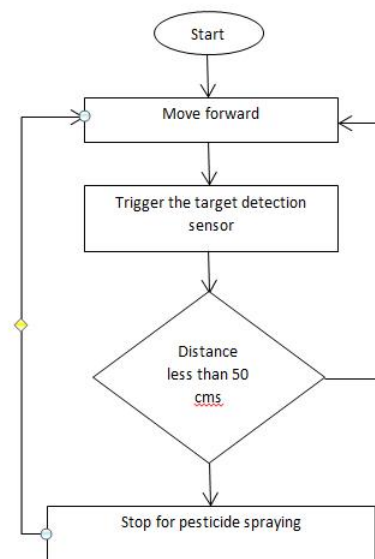 Start
Move forward
Trigger the target detection
sensor
Distance
less than 50
cms
Stop for pesticide spraying